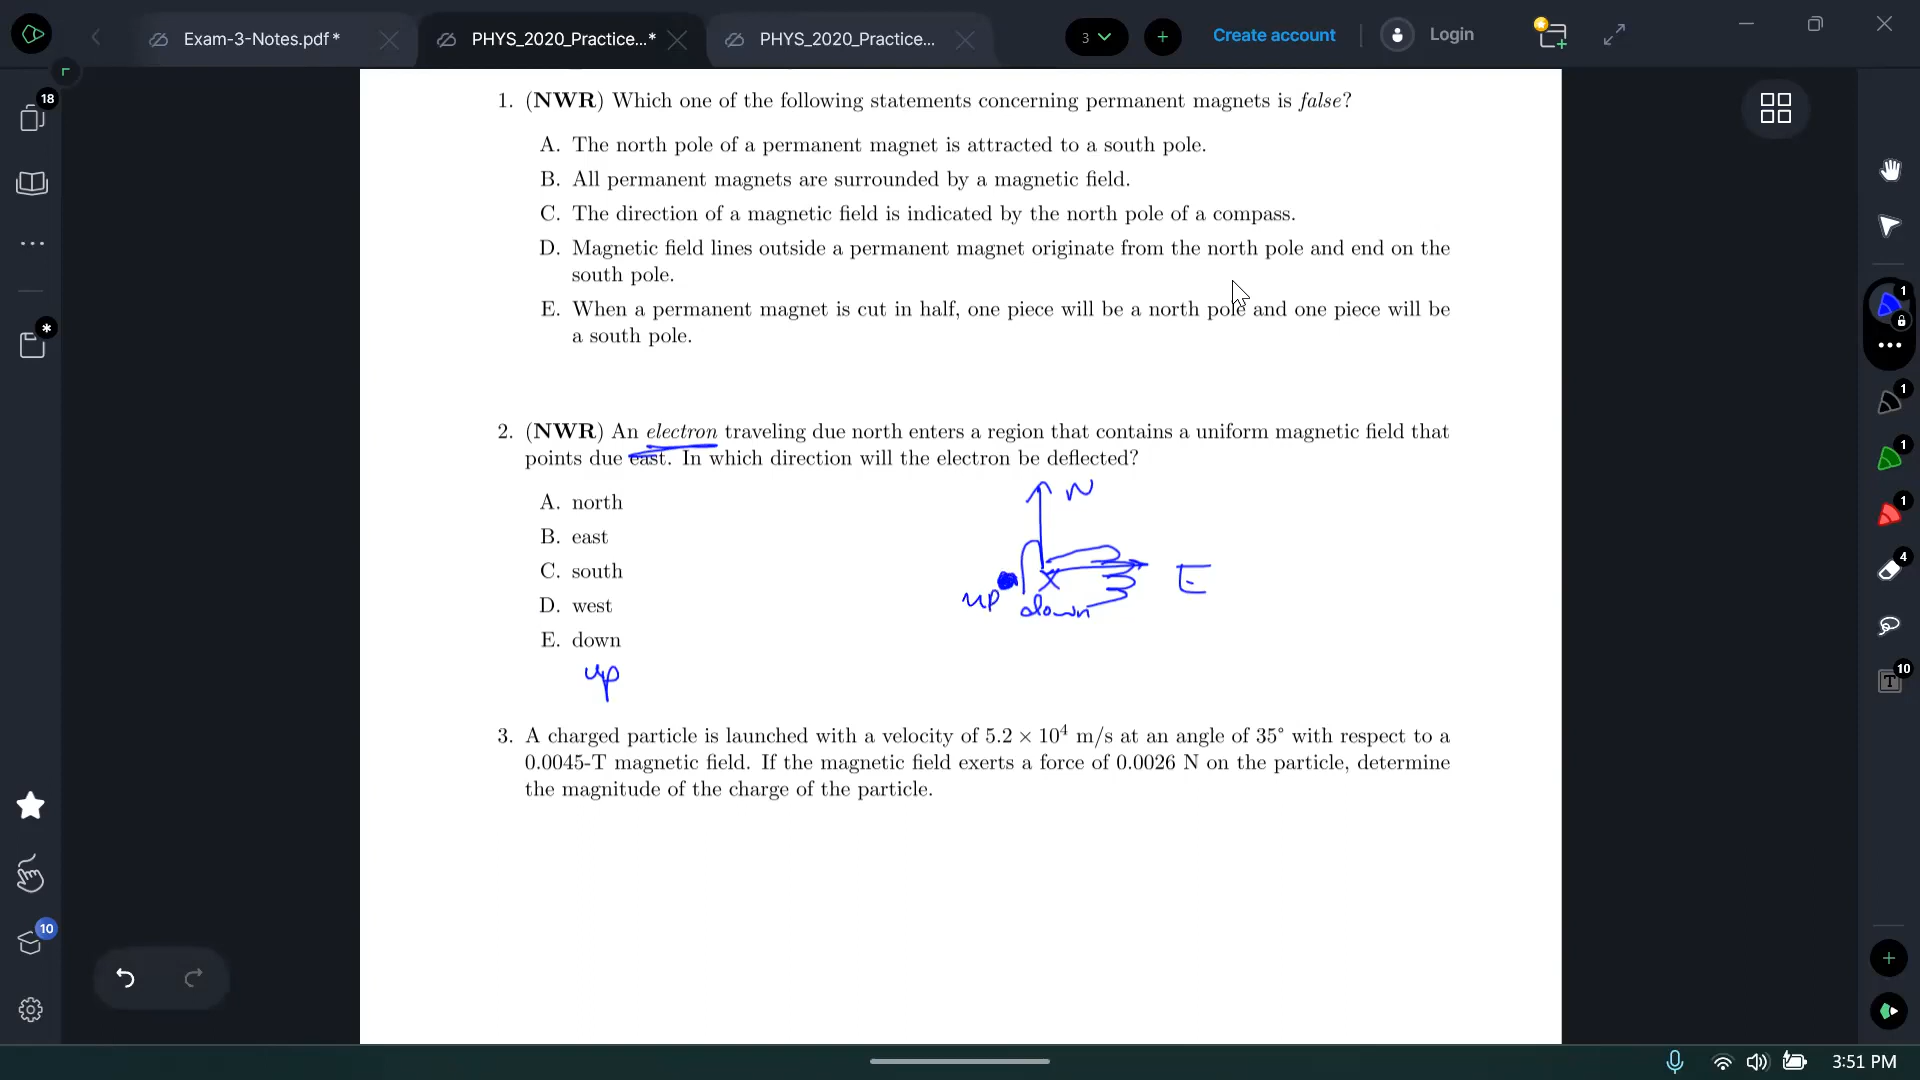 Exam-3-Notes.pdf*
PHYS_2020_Practice...*
PHYS_2020_Practice...
3
Create account
Login
18
1. (NWR) Which one of the following statements concerning permanent magnets is false?
A. The north pole of a permanent magnet is attracted to a south pole.
B. All permanent magnets are surrounded by a magnetic field.
C. The direction of a magnetic field is indicated by the north pole of a compass.
D. Magnetic field lines outside a permanent magnet originate from the north pole and end on the
south pole.
E. When a permanent magnet is cut in half, one piece will be a north pole and one piece will be
a south pole.
2. (NWR) An electron traveling due north enters a region that contains a uniform magnetic field that
points due east. In which direction will the electron be deflected?
A. north
B. east
C. south
D. west
E. down
up
N
E
up
down
3. A charged particle is launched with a velocity of 5.2 × 10⁴ m/s at an angle of 35° with respect to a
0.0045-T magnetic field. If the magnetic field exerts a force of 0.0026 N on the particle, determine
the magnitude of the charge of the particle.
10
1
1
1
1
4
T
10
3:51 PM